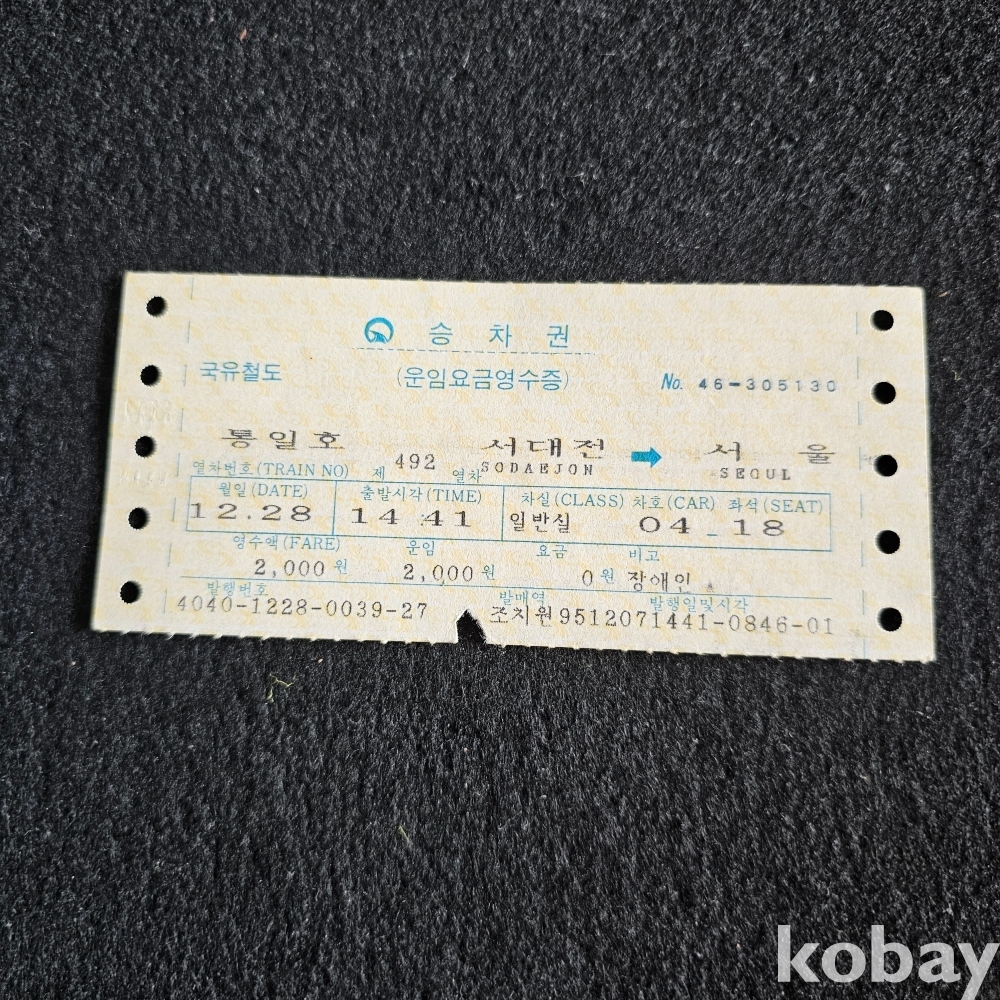 승 차 권
국유철도 (운임요금영수증) No. 46-305130
통일호 서대전 ➡ 서 울
열차번호(TRAIN NO) 제 492 열차 SODAEJON SEOUL
월일(DATE) 출발시각(TIME) 차실(CLASS) 차호(CAR) 좌석(SEAT)
12.28 14:41 일반실 04 18
영수액(FARE) 운임 요금 비고
2,000원 2,000원 0원 장애인
발행번호 발매역 발행일및시각
4040-1228-0039-27 조치원 9512071441-0846-01
kobay